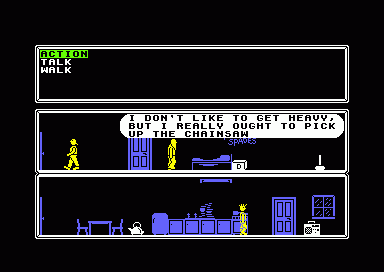 ACTION
TALK
WALK
I DON'T LIKE TO GET HEAVY,
BUT I REALLY OUGHT TO PICK
UP THE CHAINSAW
SPADES
D